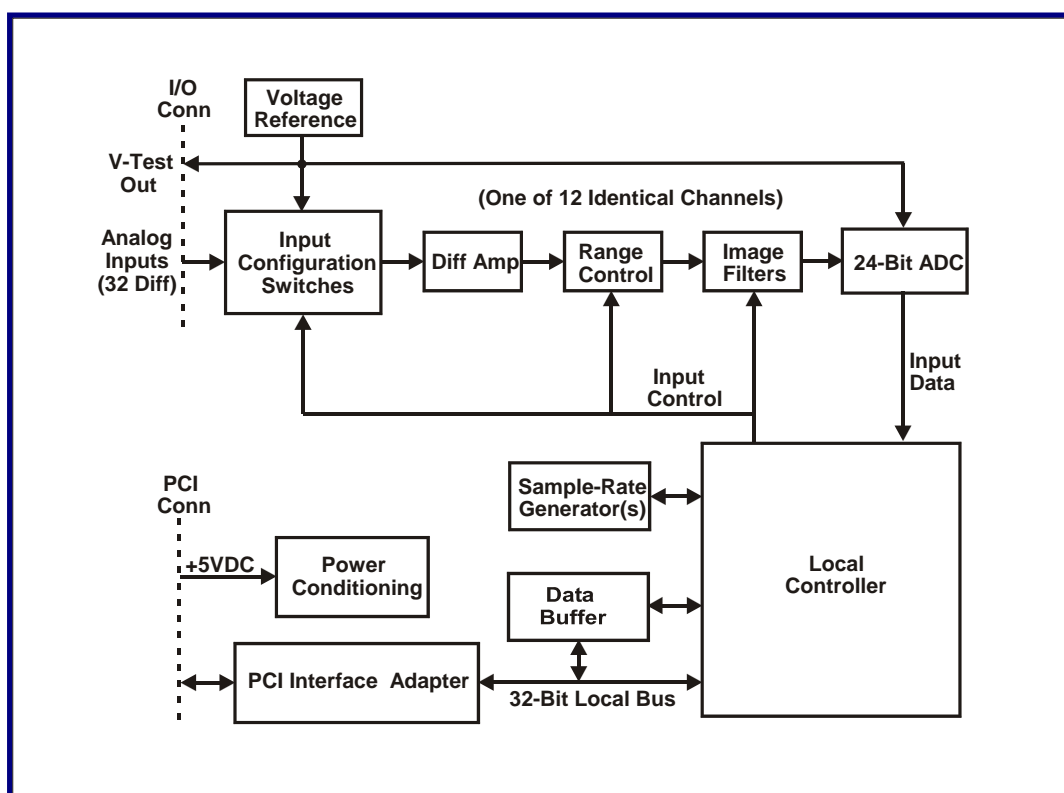 I/O
Conn
Voltage
Reference
V-Test
Out
(One of 12 Identical Channels)
Analog
Inputs
(32 Diff)
Input
Configuration
Switches
Diff Amp
Range
Control
Image
Filters
24-Bit ADC
Input
Control
Input
Data
PCI
Conn
Sample-Rate
Generator(s)
+5VDC
Power
Conditioning
Local
Controller
Data
Buffer
PCI Interface Adapter
32-Bit Local Bus